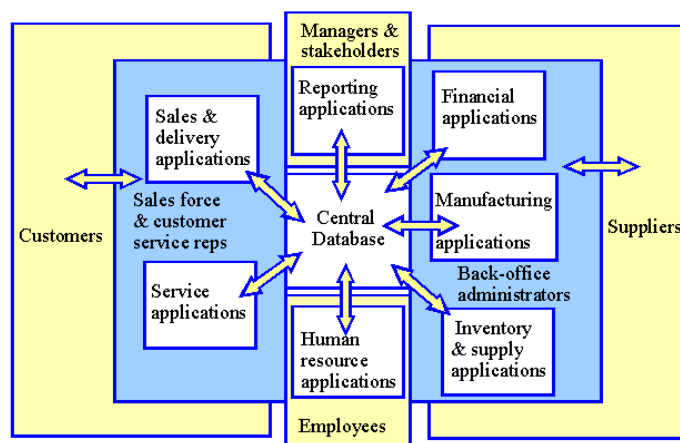 Managers &
stakeholders
Reporting
applications
Financial
applications
Sales &
delivery
applications
Sales force
& customer
service reps
Customers
Central
Database
Manufacturing
applications
Suppliers
Back-office
administrators
Service
applications
Human
resource
applications
Inventory
& supply
applications
Employees